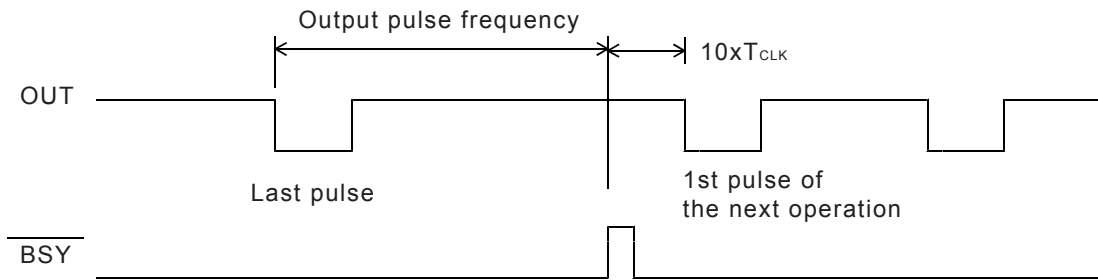 Output pulse frequency
10xTCLK
OUT
Last pulse
1st pulse of
the next operation
BSY